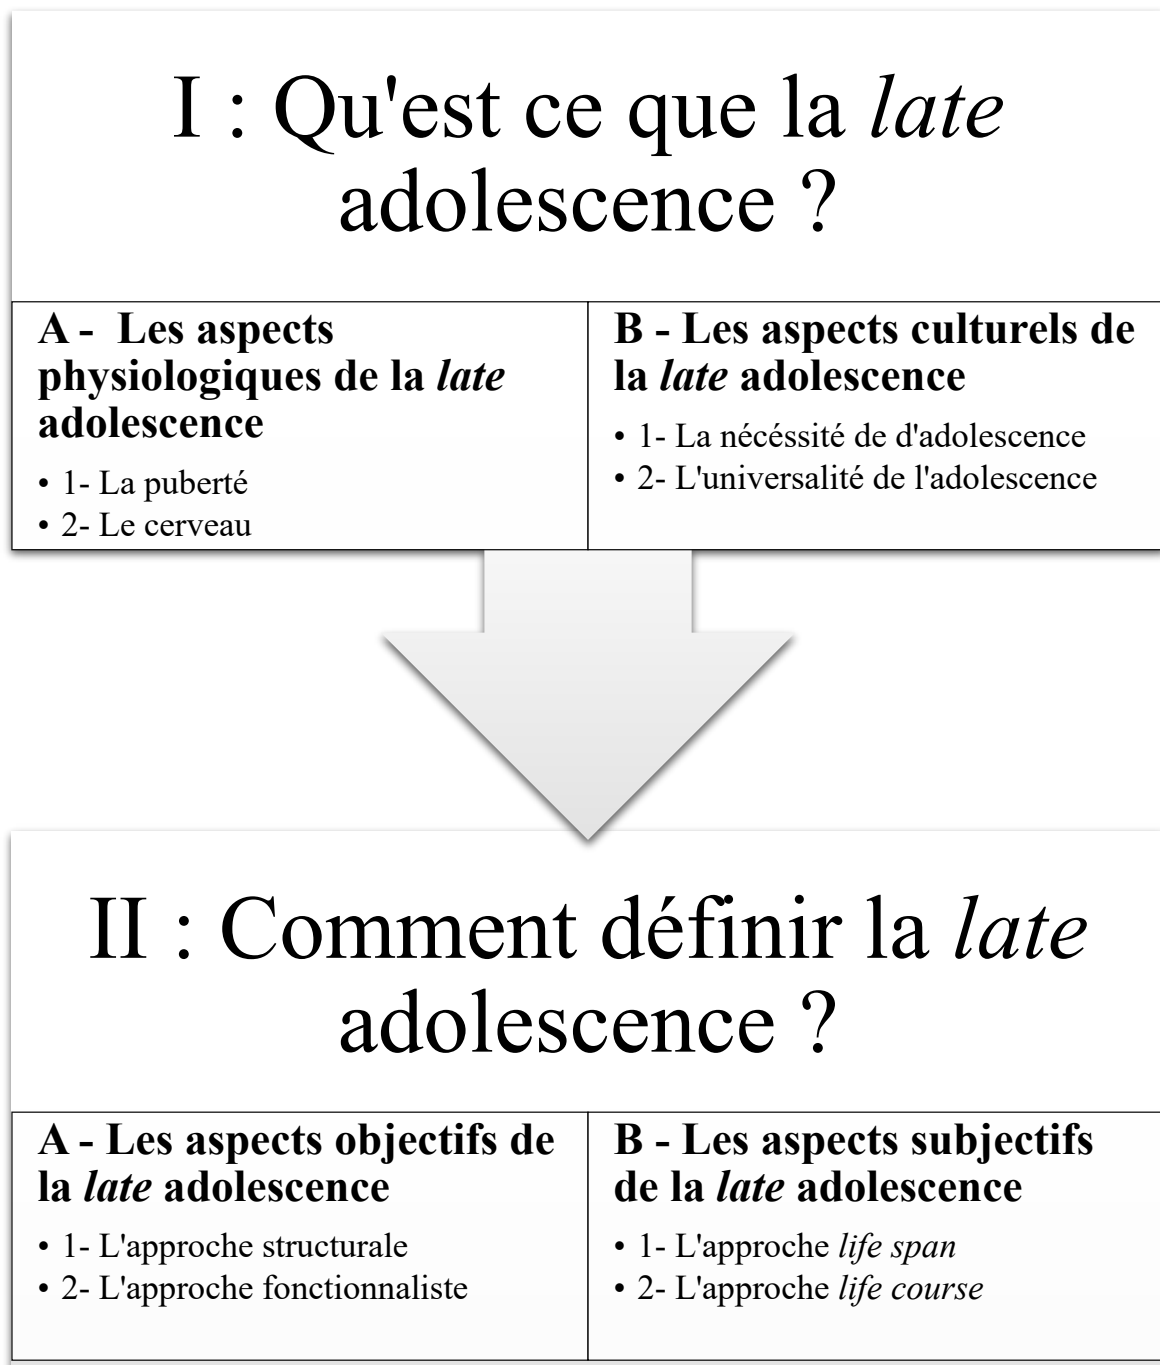 I : Qu'est ce que la late
adolescence ?
A -  Les aspects
physiologiques de la late
adolescence
• 1- La puberté
• 2- Le cerveau
B - Les aspects culturels de
la late adolescence
• 1- La nécéssité de d'adolescence
• 2- L'universalité de l'adolescence
II : Comment définir la late
adolescence ?
A - Les aspects objectifs de
la late adolescence
• 1- L'approche structurale
• 2- L'approche fonctionnaliste
B - Les aspects subjectifs
de la late adolescence
• 1- L'approche life span
• 2- L'approche life course